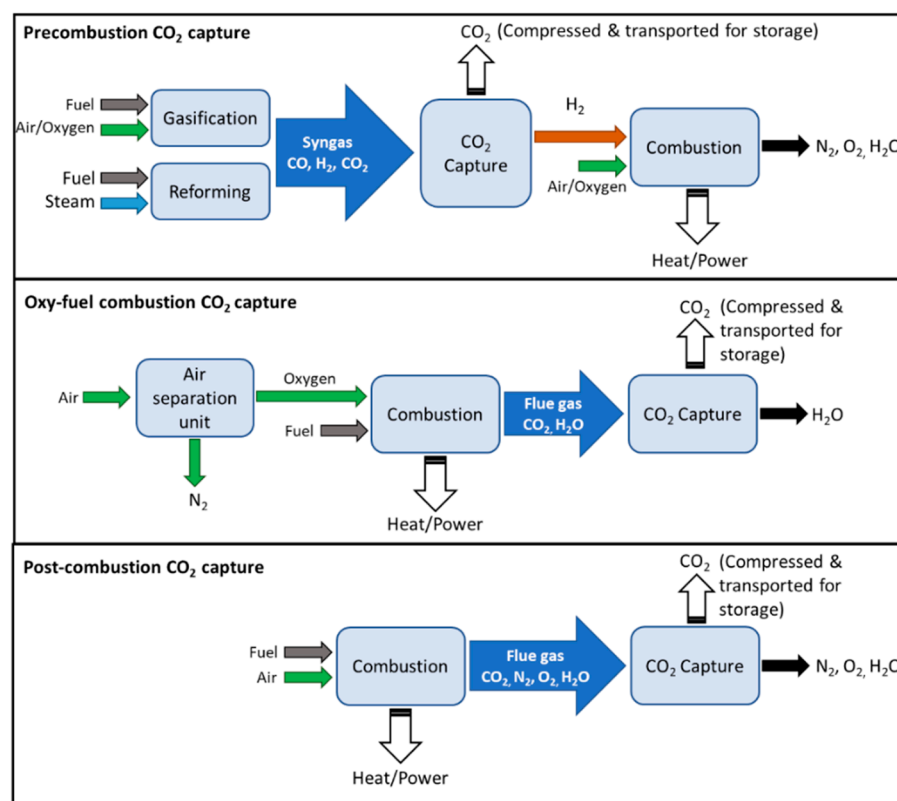 Precombustion CO₂ capture
CO₂ (Compressed & transported for storage)
Fuel
Air/Oxygen
Gasification
Fuel
Steam
Reforming
Syngas
CO, H₂, CO₂
CO₂
Capture
H₂
Air/Oxygen
Combustion
N₂, O₂, H₂O
Heat/Power
Oxy-fuel combustion CO₂ capture
CO₂ (Compressed &
transported for
storage)
Air
Air
separation
unit
Oxygen
Fuel
Combustion
Flue gas
CO₂, H₂O
CO₂ Capture
H₂O
N₂
Heat/Power
Post-combustion CO₂ capture
CO₂ (Compressed &
transported for
storage)
Fuel
Air
Combustion
Flue gas
CO₂, N₂, O₂, H₂O
CO₂ Capture
N₂, O₂, H₂O
Heat/Power